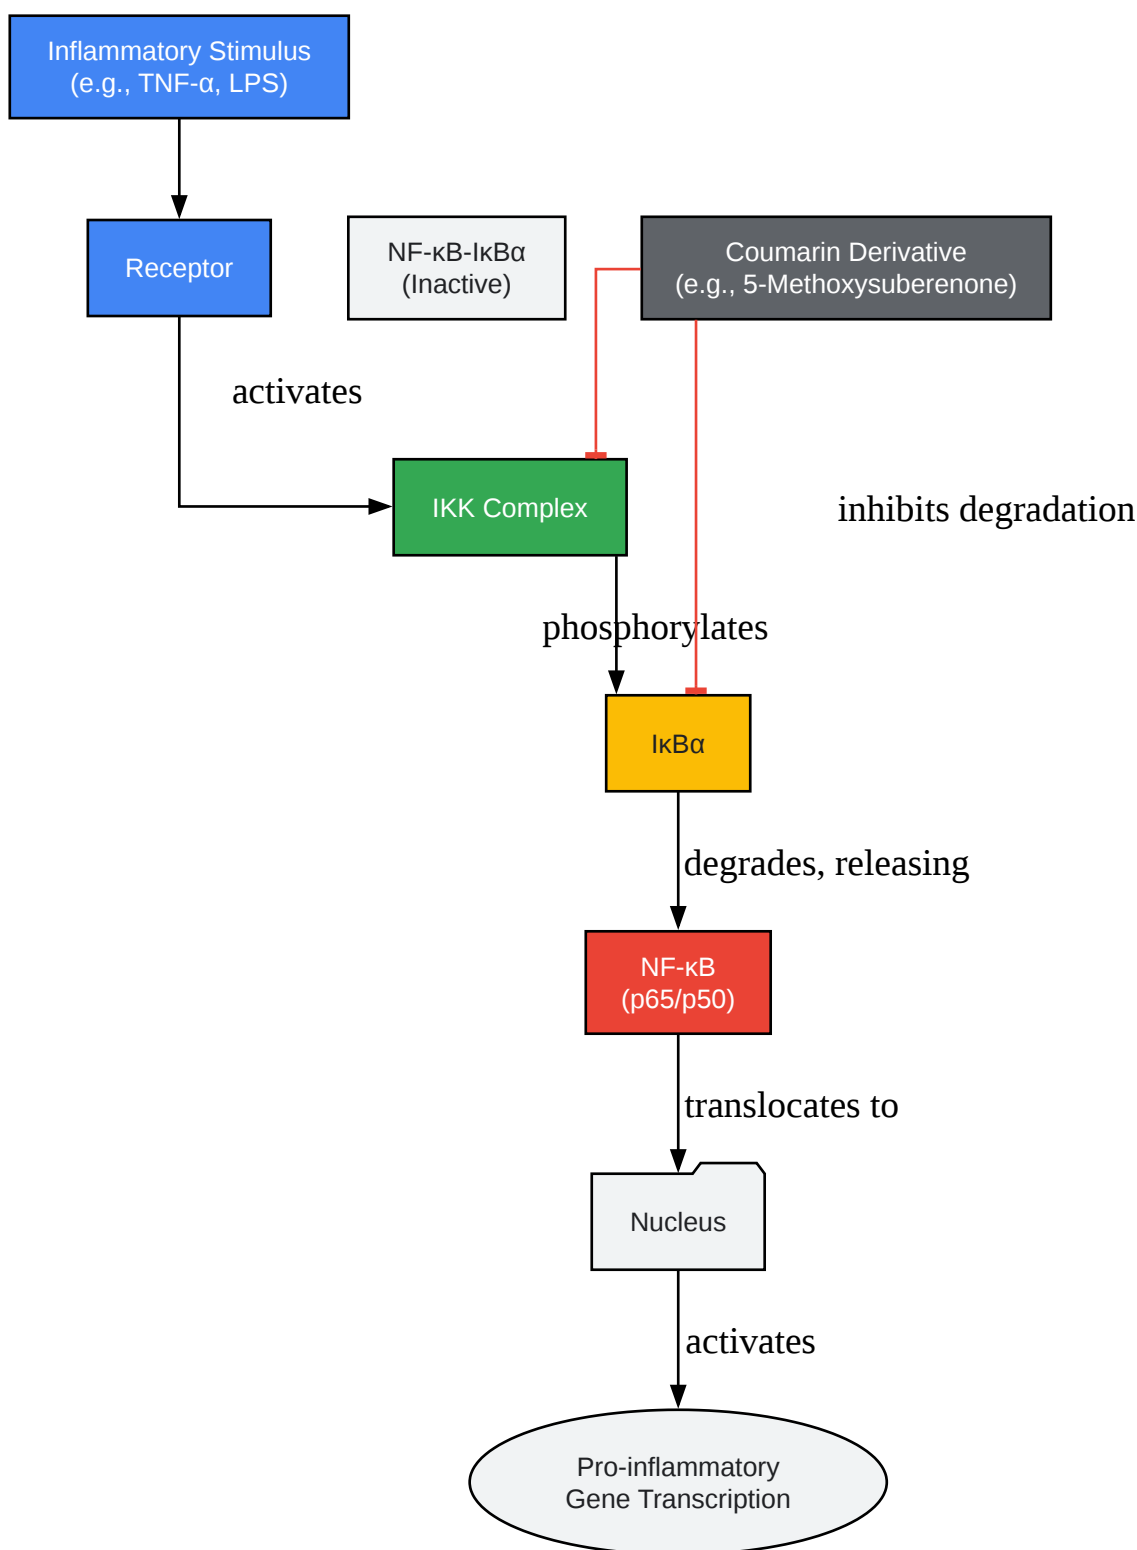 Inflammatory Stimulus
(e.g., TNF-α, LPS)
Receptor
NF-κB-IκBα
(Inactive)
Coumarin Derivative
(e.g., 5-Methoxysuberenone)
activates
IKK Complex
inhibits degradation
phosphorylates
IκBα
degrades, releasing
NF-κB
(p65/p50)
translocates to
Nucleus
activates
Pro-inflammatory
Gene Transcription